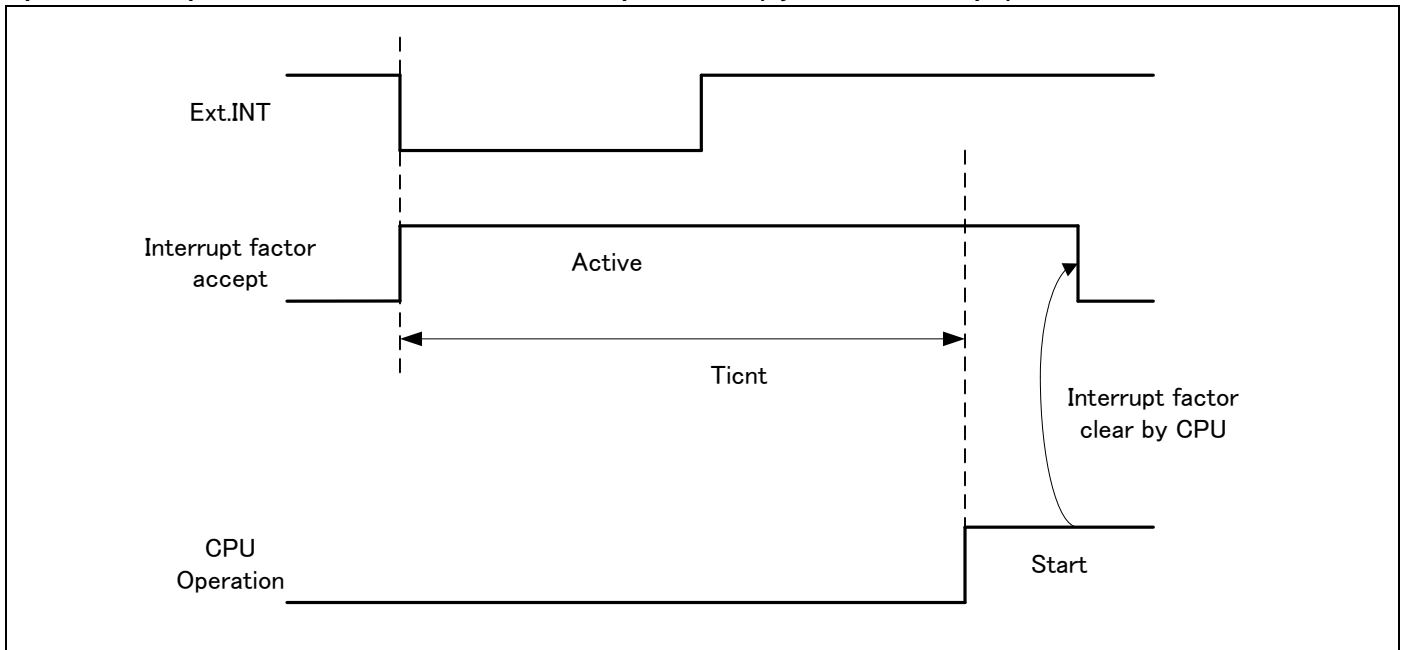 Ext.INT
Interrupt factor
accept
Active
Ticnt
Interrupt factor
clear by CPU
CPU
Operation
Start